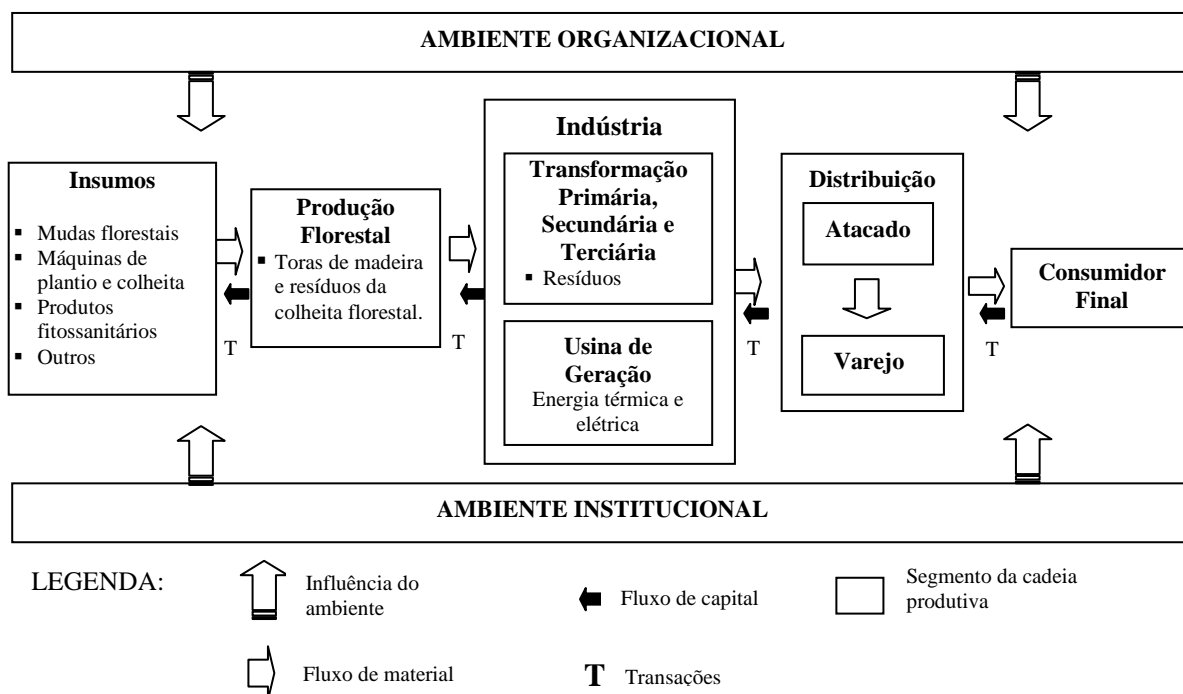 AMBIENTE ORGANIZACIONAL
Insumos
▪ Mudas florestais
▪ Máquinas de
plantio e colheita
▪ Produtos
fitossanitários
▪ Outros
T
Produção
Florestal
▪ Toras de madeira
e resíduos da
colheita florestal.
T
Indústria
Transformação
Primária,
Secundária e
Terciária
▪ Resíduos
Usina de
Geração
Energia térmica e
elétrica
T
Distribuição
Atacado
Varejo
T
Consumidor
Final
AMBIENTE INSTITUCIONAL
LEGENDA:
Influência do
ambiente
Fluxo de capital
Segmento da cadeia
produtiva
Fluxo de material
T Transações